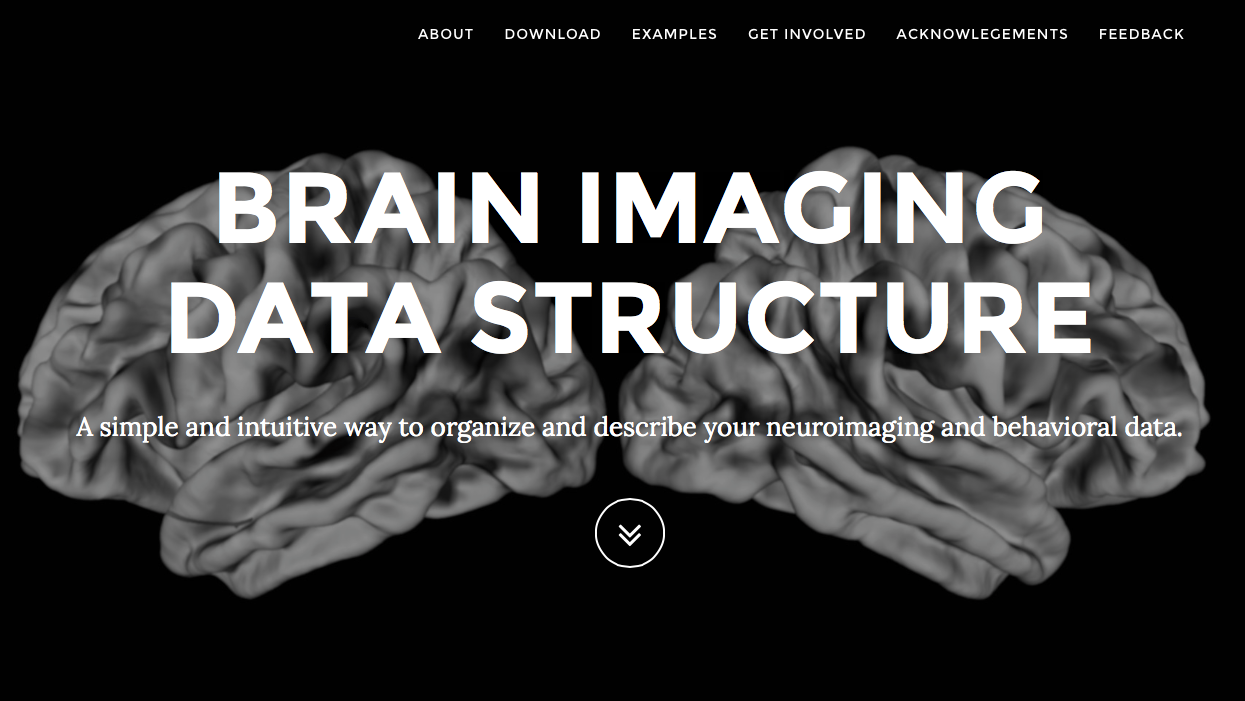 ABOUT DOWNLOAD EXAMPLES GET INVOLVED ACKNOWLEGEMENTS FEEDBACK
BRAIN IMAGING
DATA STRUCTURE
A simple and intuitive way to organize and describe your neuroimaging and behavioral data.